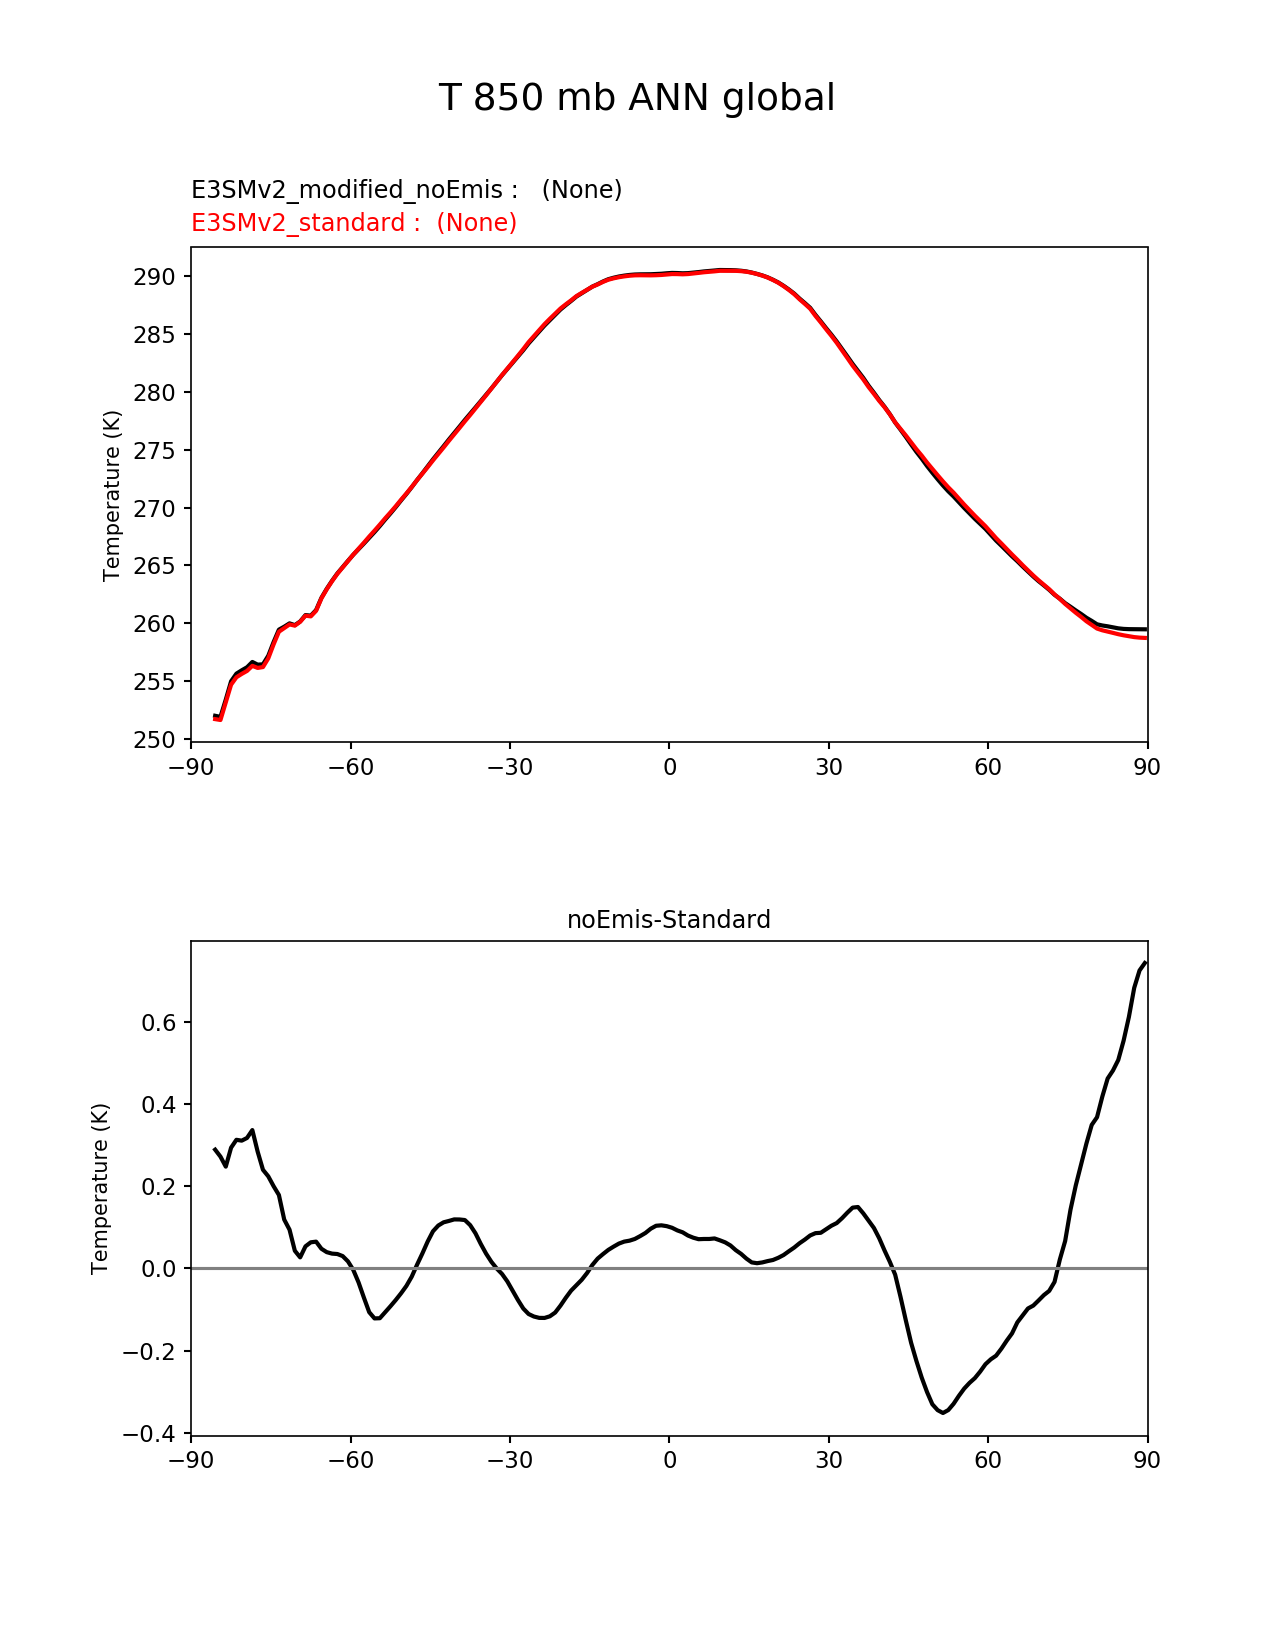 T 850 mb ANN global
E3SMv2_modified_noEmis :   (None)
E3SMv2_standard :  (None)
290
285
280
275
270
265
260
255
250
Temperature (K)
−90 −60 −30 0 30 60 90
noEmis-Standard
0.6
0.4
0.2
0.0
−0.2
−0.4
Temperature (K)
−90 −60 −30 0 30 60 90